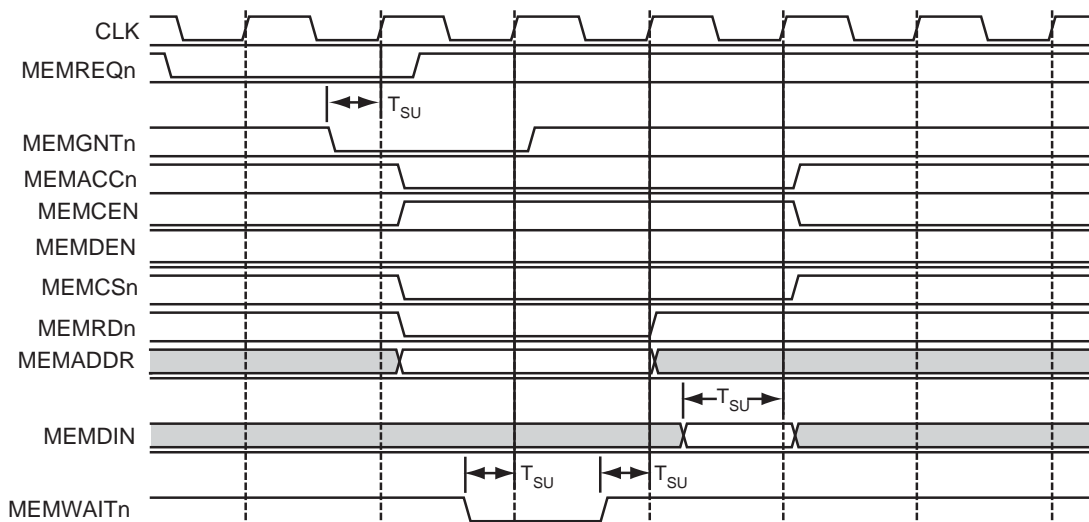 CLK
MEMREQn
T_SU
MEMGNTn
MEMACCn
MEMCEN
MEMDEN
MEMCSn
MEMRDn
MEMADDR
T_SU
MEMDIN
T_SU T_SU
MEMWAITn